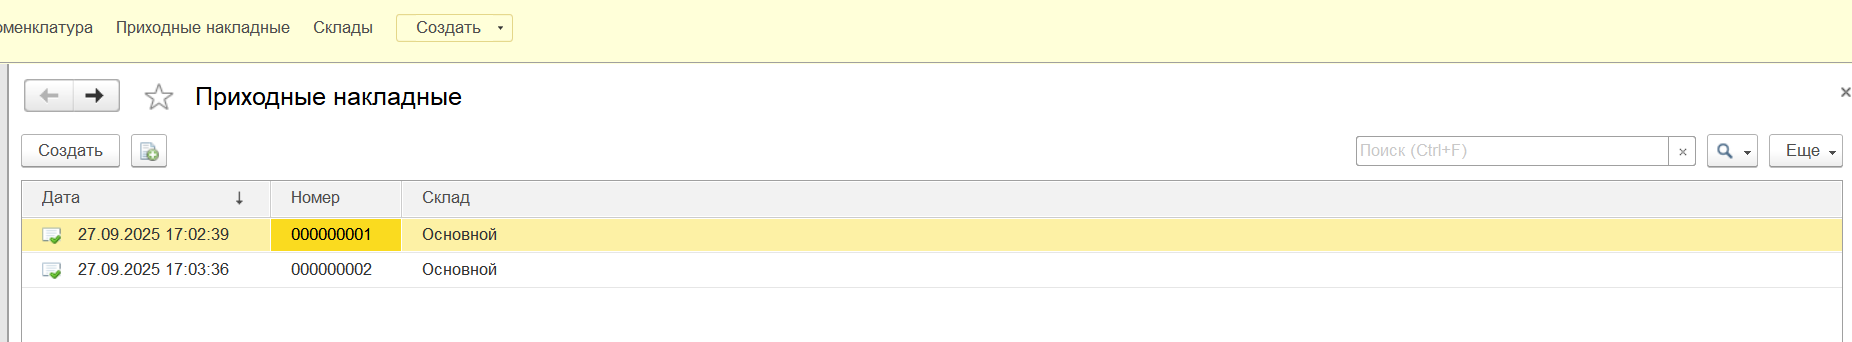 оменклатура Приходные накладные Склады Создать
Приходные накладные
Создать Поиск (Ctrl+F) × Еще
Дата ↓ Номер Склад
27.09.2025 17:02:39 000000001 Основной
27.09.2025 17:03:36 000000002 Основной